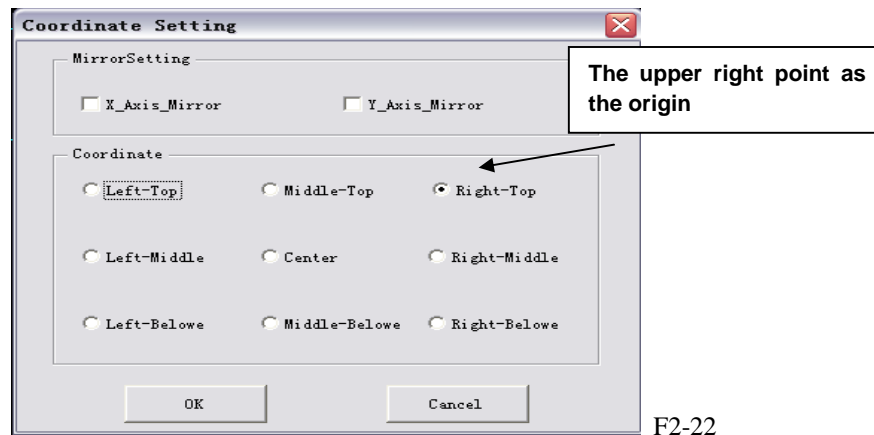 Coordinate Setting
MirrorSetting
The upper right point as
the origin
X_Axis_Mirror Y_Axis_Mirror
Coordinate
Left-Top Middle-Top Right-Top
Left-Middle Center Right-Middle
Left-Belowe Middle-Belowe Right-Belowe
OK Cancel
F2-22